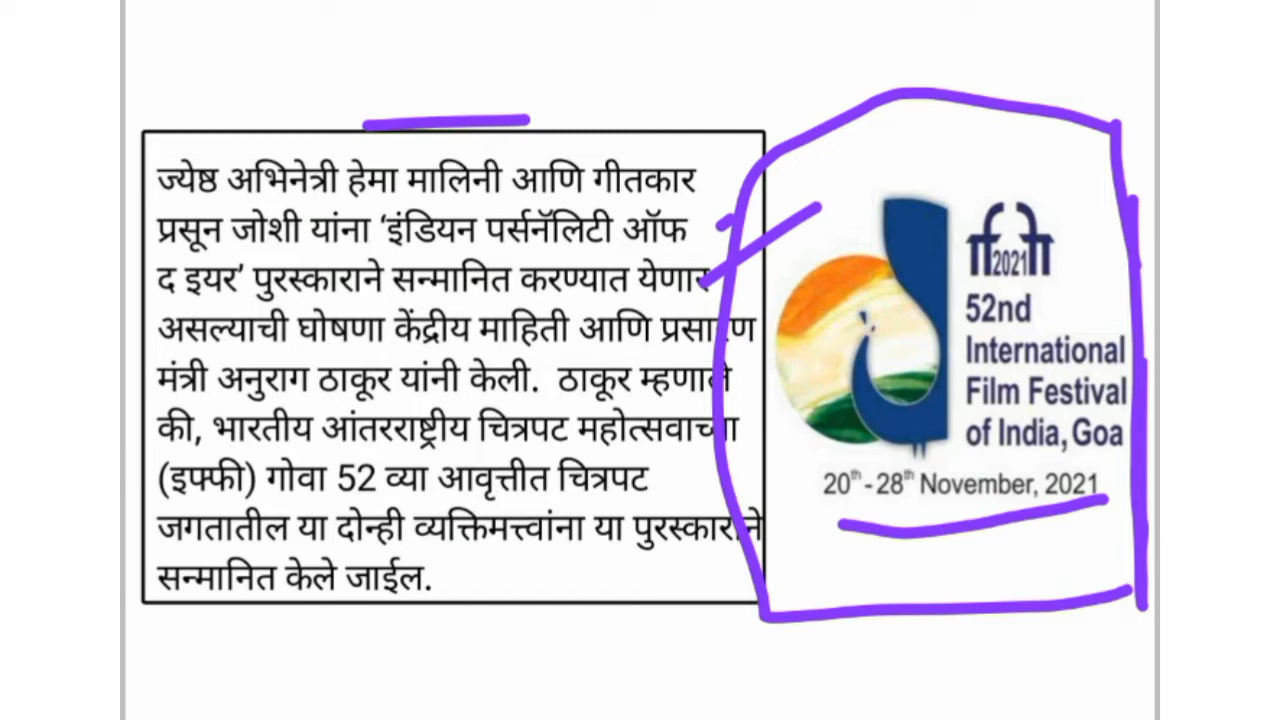 ज्येष्ठ अभिनेत्री हेमा मालिनी आणि गीतकार
प्रसून जोशी यांना ‘इंडियन पर्सनॅलिटी ऑफ
द इयर’ पुरस्काराने सन्मानित करण्यात येणार
असल्याची घोषणा केंद्रीय माहिती आणि प्रसारण
मंत्री अनुराग ठाकूर यांनी केली. ठाकूर म्हणाले
की, भारतीय आंतरराष्ट्रीय चित्रपट महोत्सवाच्या
(इफ्फी) गोवा 52 व्या आवृत्तीत चित्रपट
जगतातील या दोन्ही व्यक्तिमत्त्वांना या पुरस्काराने
सन्मानित केले जाईल.
2021
52nd
International
Film Festival
of India, Goa
20th - 28th November, 2021